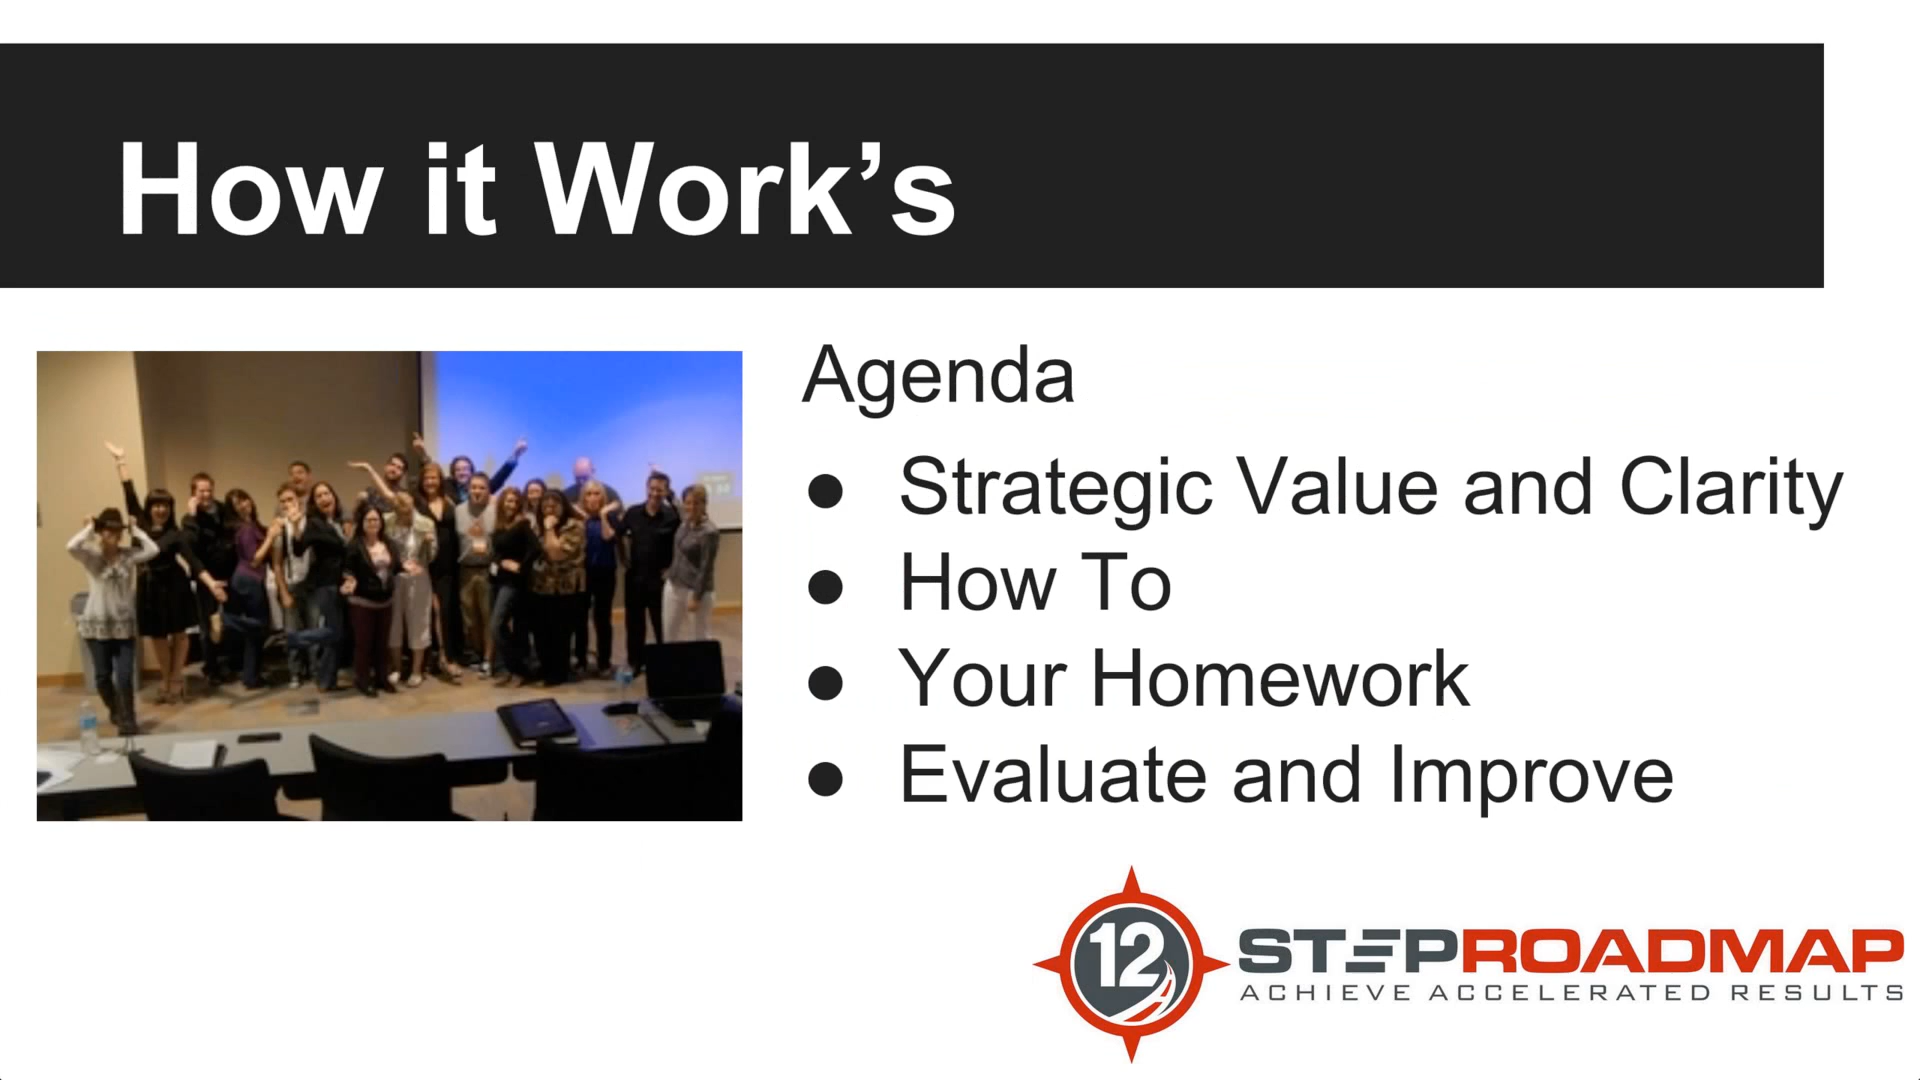 How it Work’s
Agenda
● Strategic Value and Clarity
● How To
● Your Homework
● Evaluate and Improve
12
STEPROADMAP
ACHIEVE ACCELERATED RESULTS